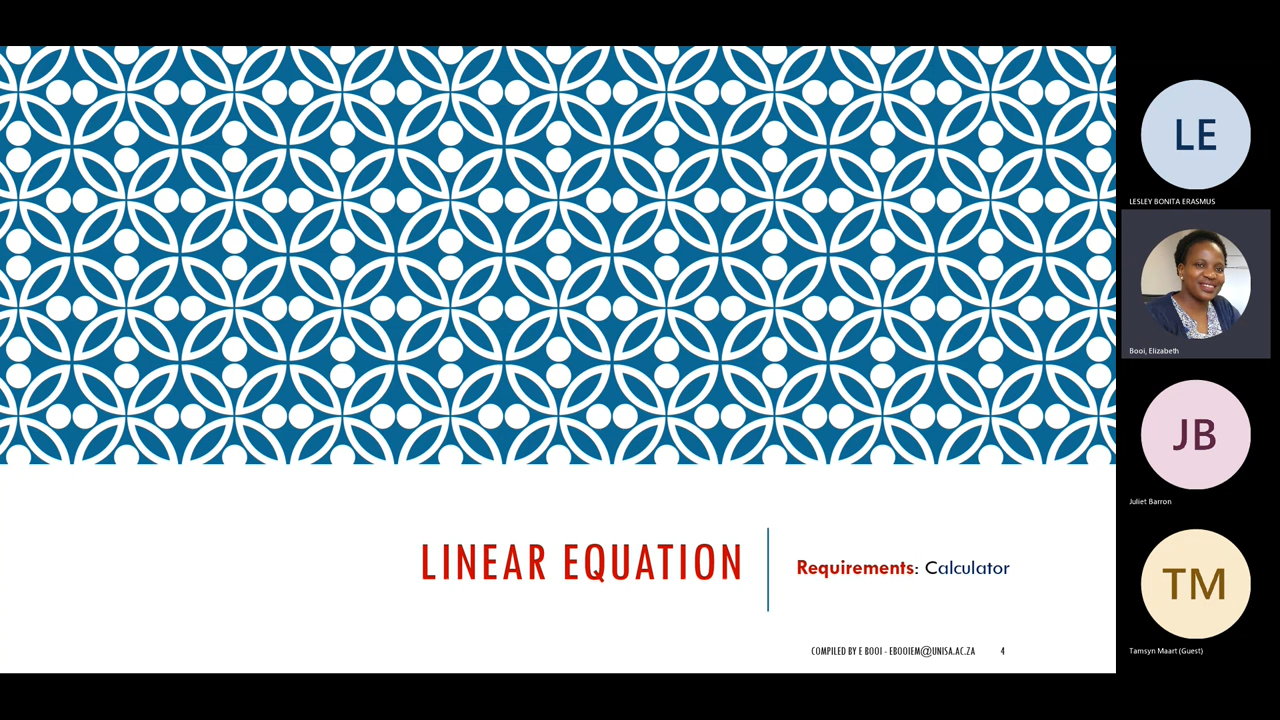 LINEAR EQUATION
Requirements: Calculator
COMPILED BY E BOOI - EBOOIEM@UNISA.AC.ZA 4
LE
LESLEY BONITA ERASMUS
Booi, Elizabeth
JB
Juliet Barron
TM
Tamsyn Maart (Guest)